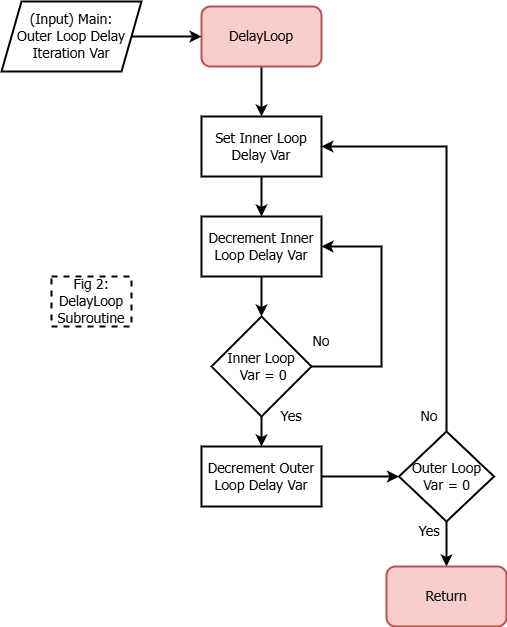 (Input) Main:
Outer Loop Delay
Iteration Var
DelayLoop
Set Inner Loop
Delay Var
Decrement Inner
Loop Delay Var
Fig 2:
DelayLoop
Subroutine
No
Inner Loop
Var = 0
Yes
No
Decrement Outer
Loop Delay Var
Outer Loop
Var = 0
Yes
Return